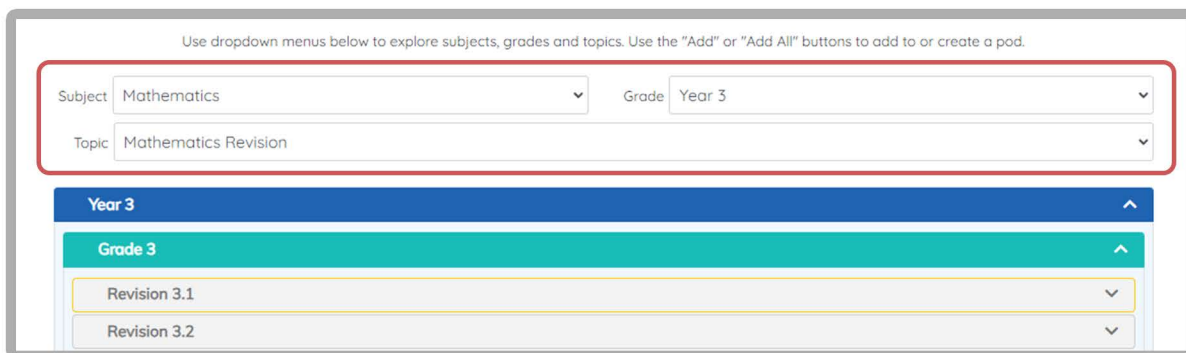 Use dropdown menus below to explore subjects, grades and topics. Use the "Add" or "Add All" buttons to add to or create a pod.
Subject Mathematics Grade Year 3
Topic Mathematics Revision
Year 3
Grade 3
Revision 3.1
Revision 3.2